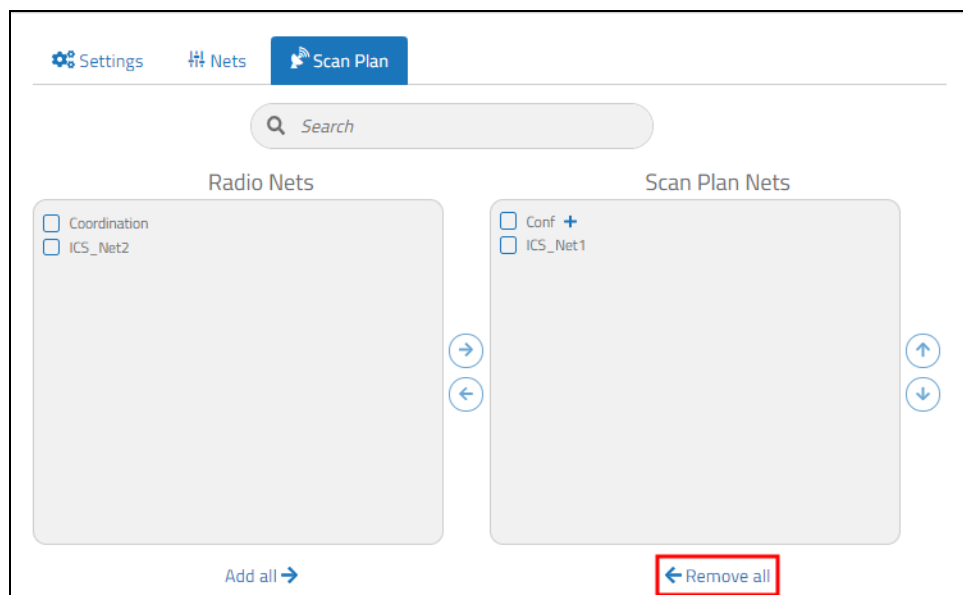 Settings Nets Scan Plan
Search
Radio Nets
Coordination
ICS_Net2
Add all
Scan Plan Nets
Conf +
ICS_Net1
Remove all